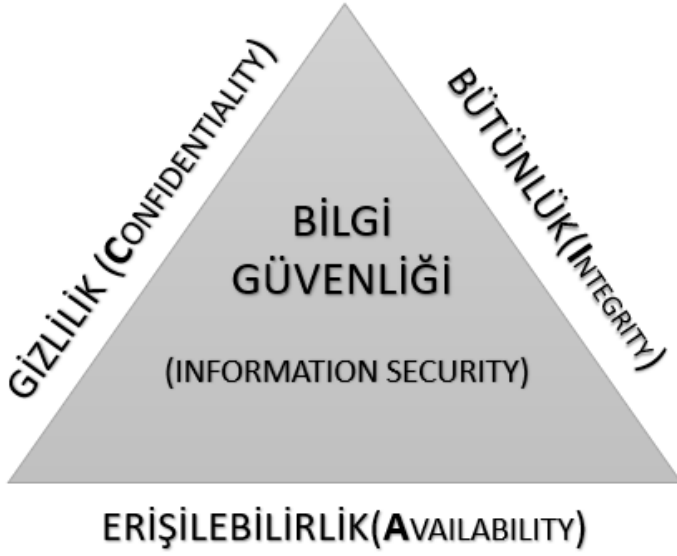 GİZLİLİK (CONFIDENTIALITY)
BÜTÜNLÜK(INTEGRITY)
BİLGİ
GÜVENLİĞİ
(INFORMATION SECURITY)
ERİŞİLEBİLİRLİK(AVAILABILITY)